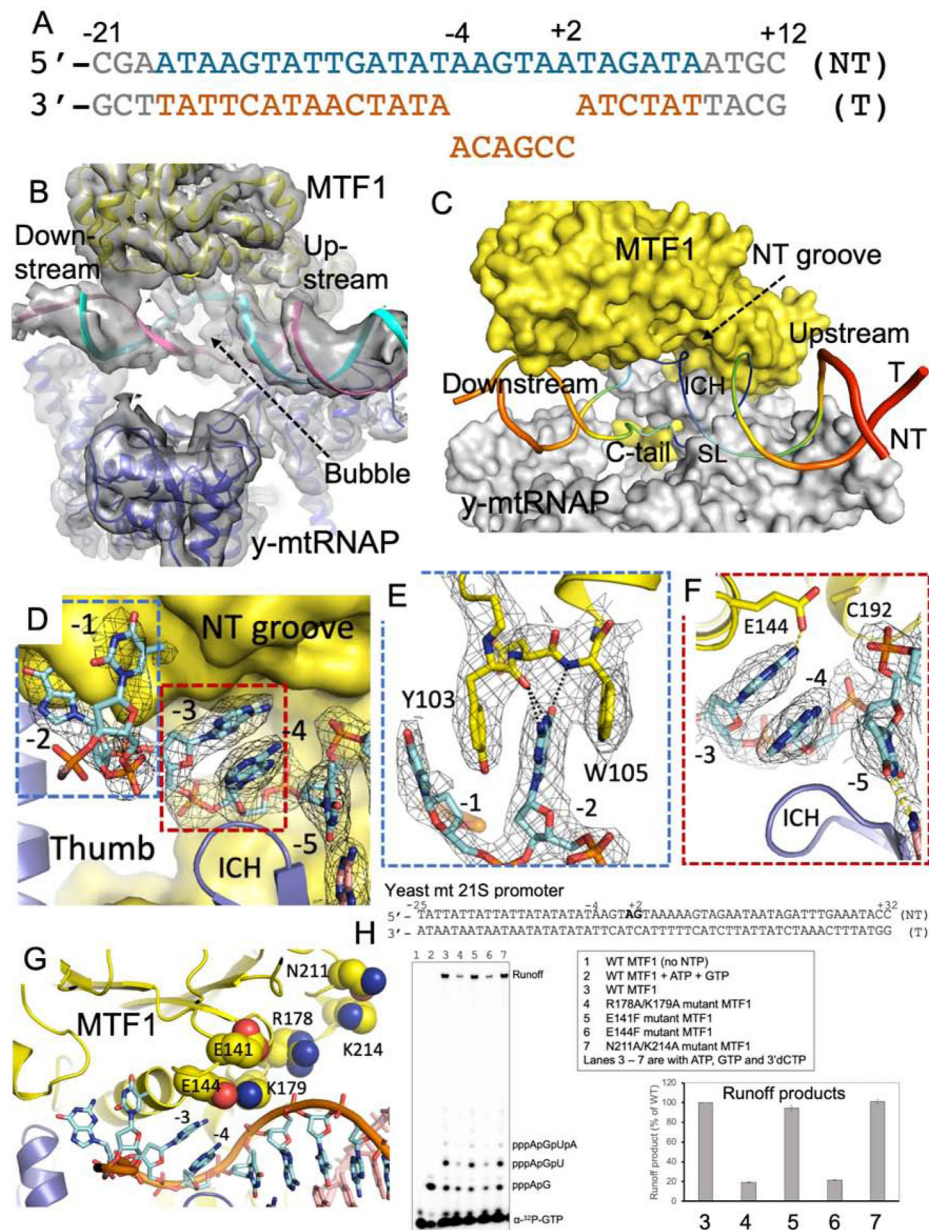 A
-21 -4 +2 +12
5’–CGAATAAGTATTGATATAAGTAATAGATAATGC (NT)
3’–GCTTATTCATAACTATA ATCTATTACG (T)
ACAGCC
B
MTF1
Down-
stream
Up-
stream
Bubble
y-mtRNAP
C
MTF1
NT groove
Upstream
Downstream
ICH
T
NT
C-tail
SL
y-mtRNAP
D
-1
NT groove
-2
-3
-4
-5
Thumb
ICH
E
Y103
W105
-1
-2
F
E144
C192
-4
-3
-5
ICH
G
MTF1
N211
R178
E141
K214
E144
K179
-3
-4
H
Yeast mt 21S promoter
-25 -4 +2 +32
5’-TATTATTATTATTATATATATAAGTAGTAAAAAGTAGAATAATAGATTTGAAATACC (NT)
3’-ATAATAATAATAATATATATATTCATCATTTTTCATCTTATTATCTAAACTTTATGG (T)
1 2 3 4 5 6 7
Runoff
pppApGpUpA
pppApGpU
pppApG
α-³²P-GTP
1 WT MTF1 (no NTP)
2 WT MTF1 + ATP + GTP
3 WT MTF1
4 R178A/K179A mutant MTF1
5 E141F mutant MTF1
6 E144F mutant MTF1
7 N211A/K214A mutant MTF1
Lanes 3 – 7 are with ATP, GTP and 3’dCTP
Runoff products
Runoff product (% of WT)
120
100
80
60
40
20
0
3 4 5 6 7